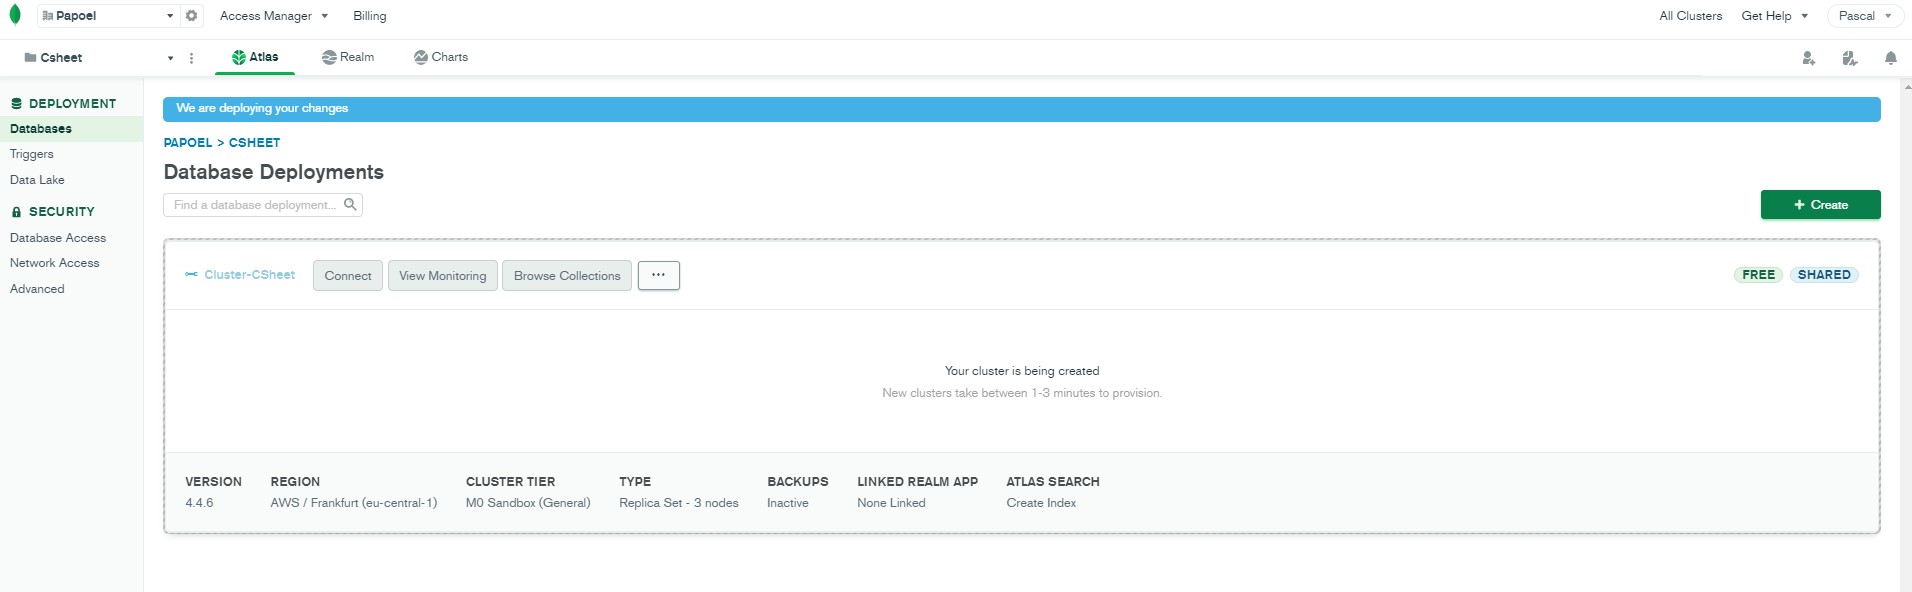 Papoel
Access Manager
Billing
All Clusters
Get Help
Pascal
Csheet
Atlas
Realm
Charts
DEPLOYMENT
Databases
Triggers
Data Lake
SECURITY
Database Access
Network Access
Advanced
We are deploying your changes
PAPOEL > CSHEET
Database Deployments
Find a database deployment...
+ Create
Cluster-CSheet
Connect
View Monitoring
Browse Collections
...
FREE
SHARED
Your cluster is being created
New clusters take between 1-3 minutes to provision.
VERSION
4.4.6
REGION
AWS / Frankfurt (eu-central-1)
CLUSTER TIER
M0 Sandbox (General)
TYPE
Replica Set - 3 nodes
BACKUPS
Inactive
LINKED REALM APP
None Linked
ATLAS SEARCH
Create Index